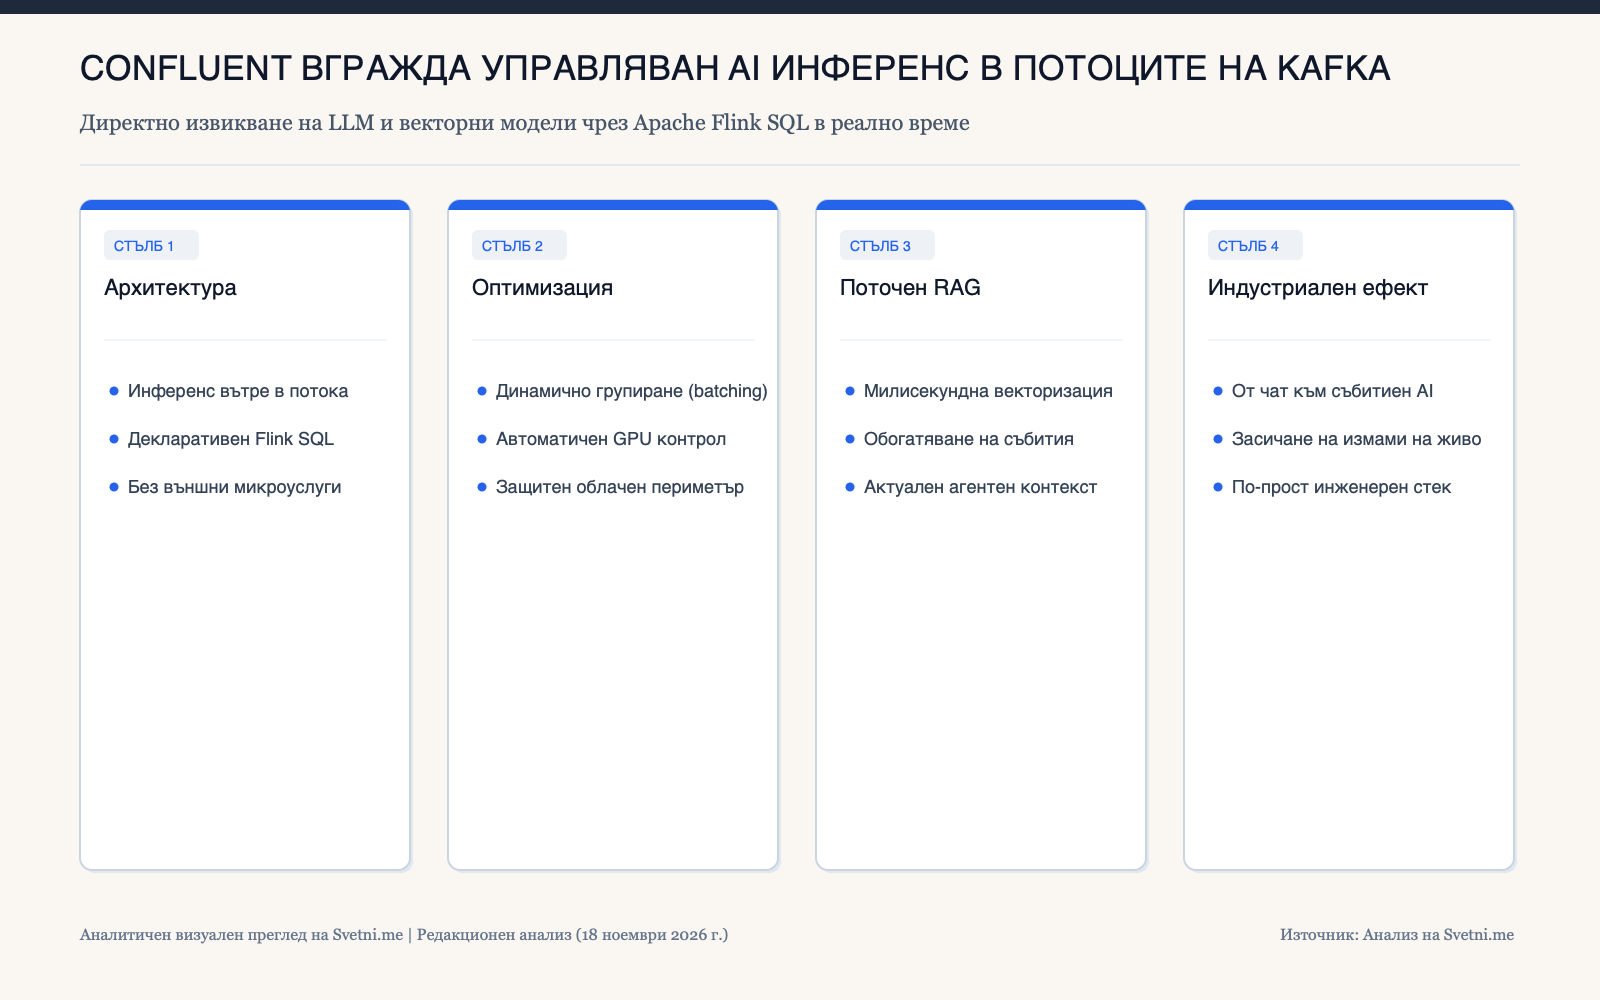 CONFLUENT ВГРАЖДА УПРАВЛЯВАН AI ИНФЕРЕНС В ПОТОЦИТЕ НА KAFKA
Директно извикване на LLM и векторни модели чрез Apache Flink SQL в реално време
СТЪЛБ 1
Архитектура
Инференс вътре в потока
Декларативен Flink SQL
Без външни микроуслуги
СТЪЛБ 2
Оптимизация
Динамично групиране (batching)
Автоматичен GPU контрол
Защитен облачен периметър
СТЪЛБ 3
Поточен RAG
Милисекундна векторизация
Обогатяване на събития
Актуален агентен контекст
СТЪЛБ 4
Индустриален ефект
От чат към събитиен AI
Засичане на измами на живо
По-прост инженерен стек
Аналитичен визуален преглед на Svetni.me | Редакционен анализ (18 ноември 2026 г.)
Източник: Анализ на Svetni.me